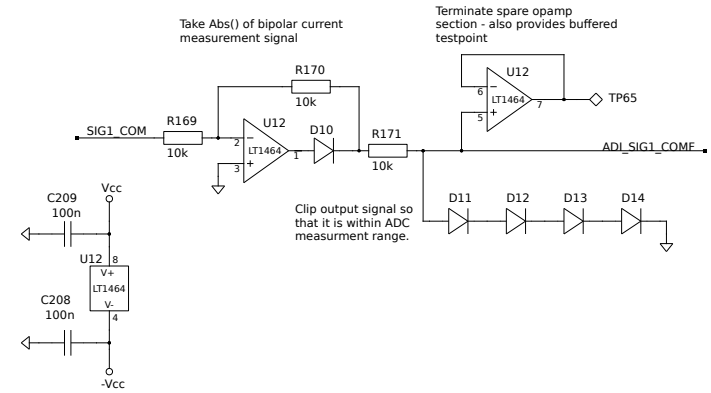 Take Abs() of bipolar current
measurement signal
Terminate spare opamp
section - also provides buffered
testpoint
R170
10k
U12
6
−
LT1464
5
+
7
TP65
SIG1_COM
R169
10k
U12
2
−
LT1464
3
+
1
D10
R171
10k
ADI_SIG1_COMF
Clip output signal so
that it is within ADC
measurment range.
D11
D12
D13
D14
Vcc
C209
100n
U12
8
V+
LT1464
V-
4
C208
100n
-Vcc